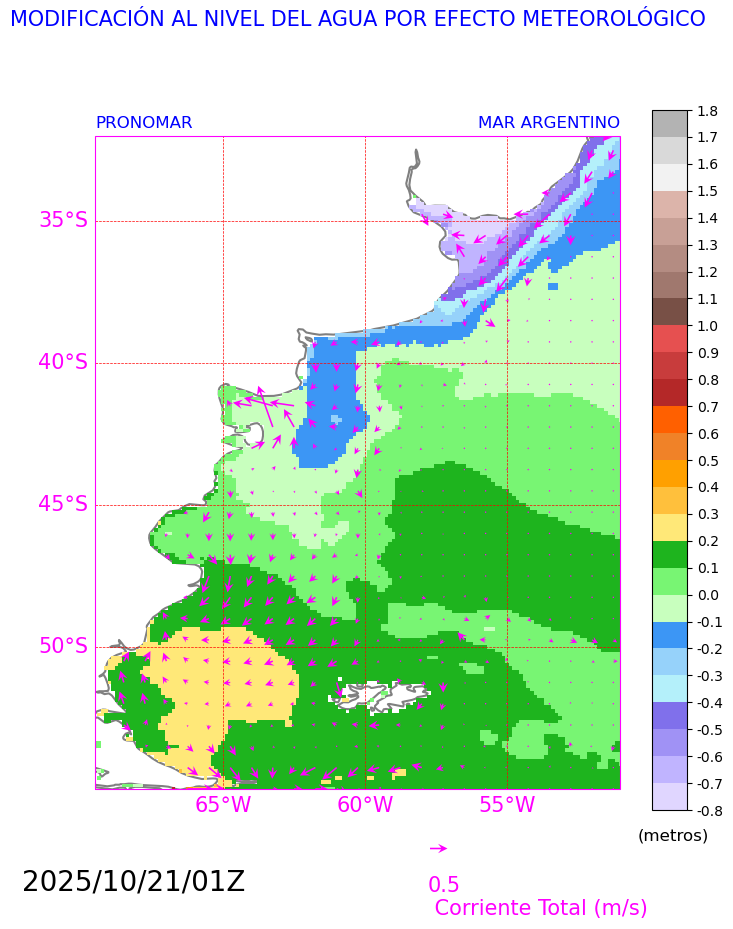 MODIFICACIÓN AL NIVEL DEL AGUA POR EFECTO METEOROLÓGICO
PRONOMAR
MAR ARGENTINO
1.8
1.7
1.6
1.5
1.4
1.3
1.2
1.1
1.0
0.9
0.8
0.7
0.6
0.5
0.4
0.3
0.2
0.1
0.0
-0.1
-0.2
-0.3
-0.4
-0.5
-0.6
-0.7
-0.8
(metros)
35°S
40°S
45°S
50°S
65°W
60°W
55°W
2025/10/21/01Z
0.5
Corriente Total (m/s)